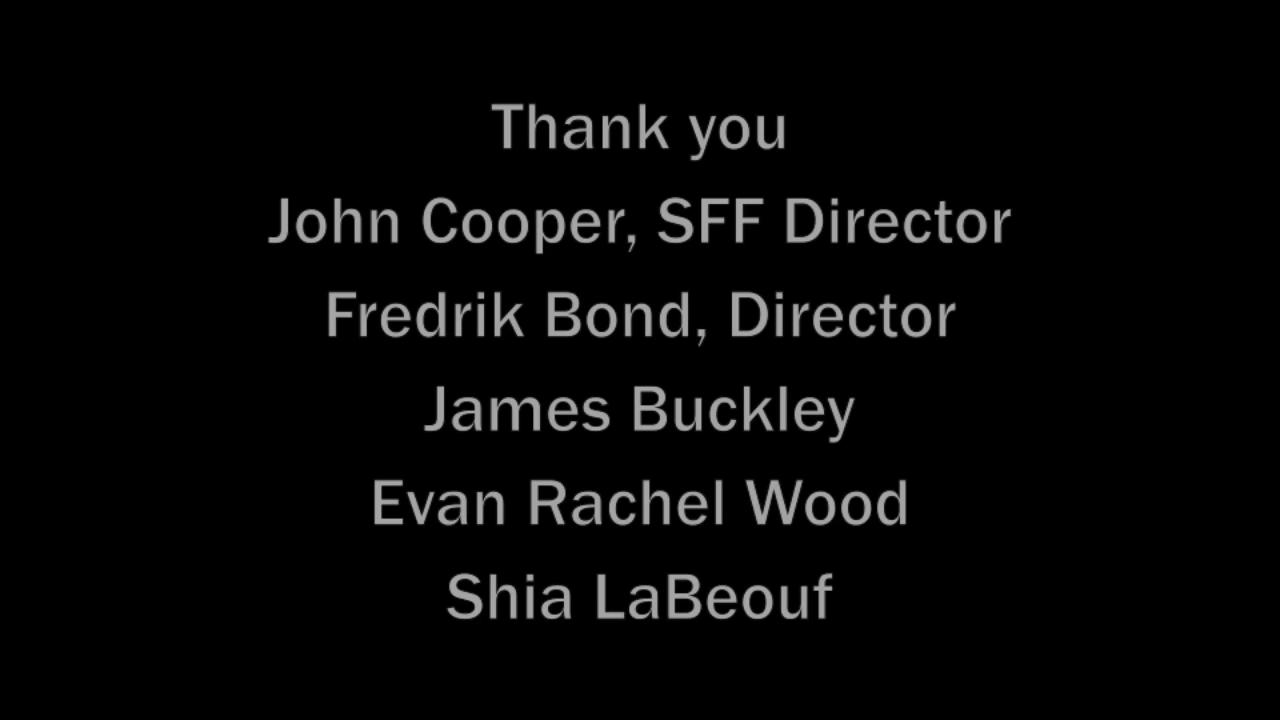 Thank you
John Cooper, SFF Director
Fredrik Bond, Director
James Buckley
Evan Rachel Wood
Shia LaBeouf